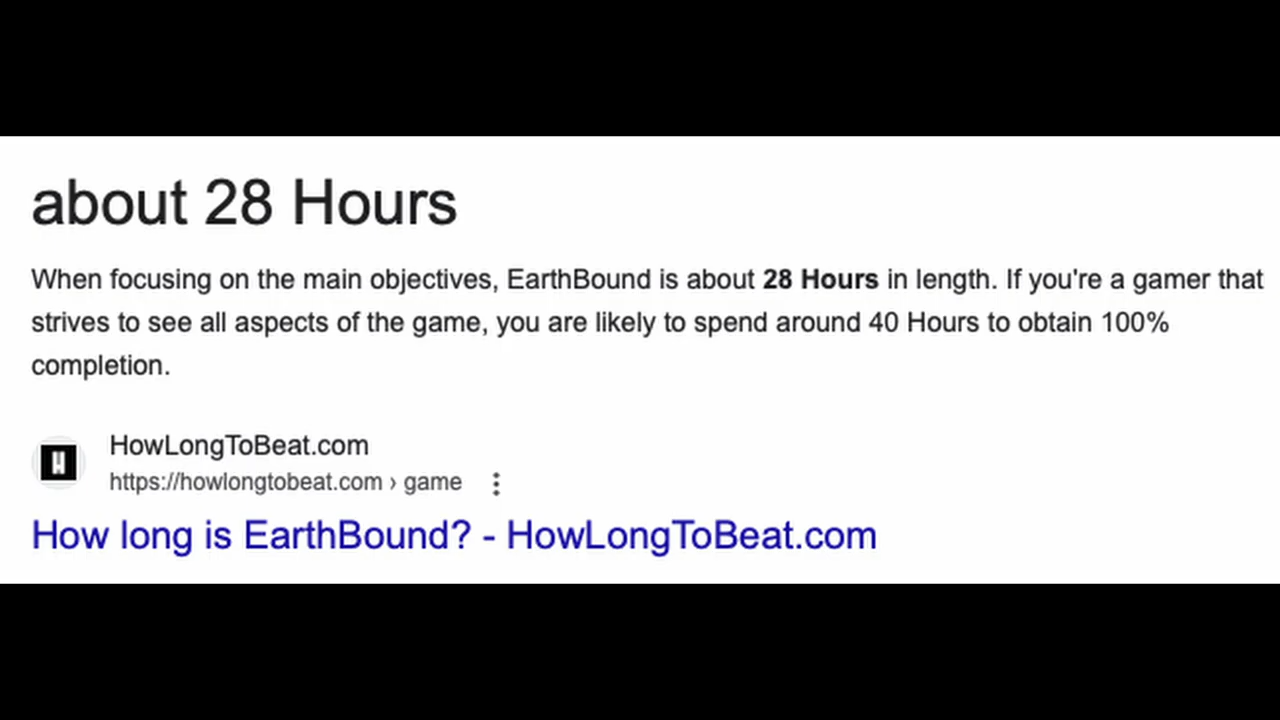 about 28 Hours
When focusing on the main objectives, EarthBound is about 28 Hours in length. If you're a gamer that
strives to see all aspects of the game, you are likely to spend around 40 Hours to obtain 100%
completion.
H
HowLongToBeat.com
https://howlongtobeat.com › game
How long is EarthBound? - HowLongToBeat.com